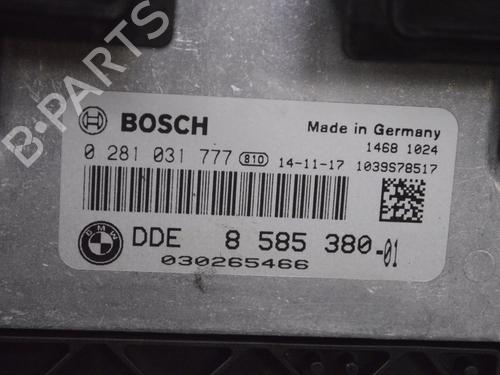 B-PARTS
BOSCH
Made in Germany
1468 1024
0 281 031 777 810 14-11-17 1039S78517
BMW
DDE 8 585 380-01
030265466